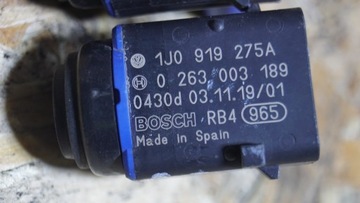 1J0 919 275A
0 263 003 189
0430d 03.11.19/01
BOSCH RB4 965
Made in Spain